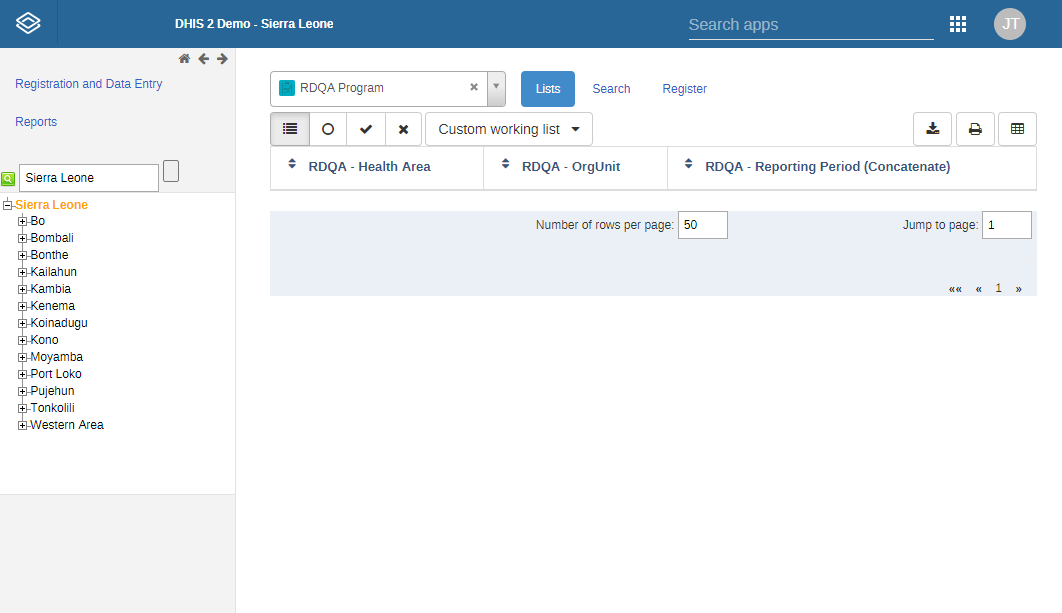 DHIS 2 Demo - Sierra Leone
Search apps
JT
Registration and Data Entry
Reports
Sierra Leone
Sierra Leone
Bo
Bombali
Bonthe
Kailahun
Kambia
Kenema
Koinadugu
Kono
Moyamba
Port Loko
Pujehun
Tonkolili
Western Area
RDQA Program
Lists
Search
Register
Custom working list
RDQA - Health Area
RDQA - OrgUnit
RDQA - Reporting Period (Concatenate)
Number of rows per page: 50
Jump to page: 1
«« « 1 »